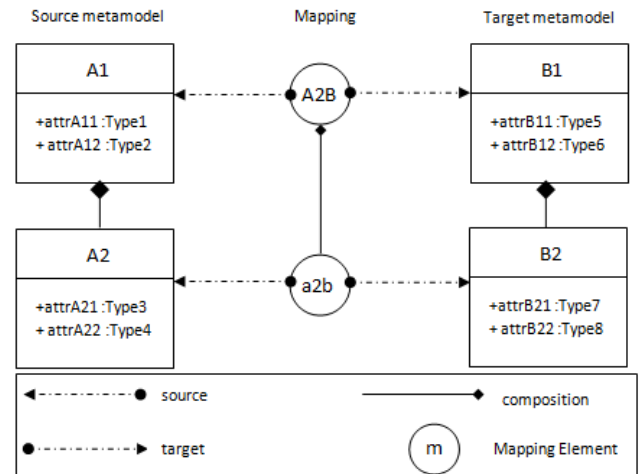 Source metamodel
Mapping
Target metamodel
A1
+attrA11 :Type1
+ attrA12 :Type2
A2B
B1
+attrB11 :Type5
+ attrB12 :Type6
A2
+attrA21 :Type3
+ attrA22 :Type4
a2b
B2
+attrB21 :Type7
+ attrB22 :Type8
source
composition
target
m
Mapping Element